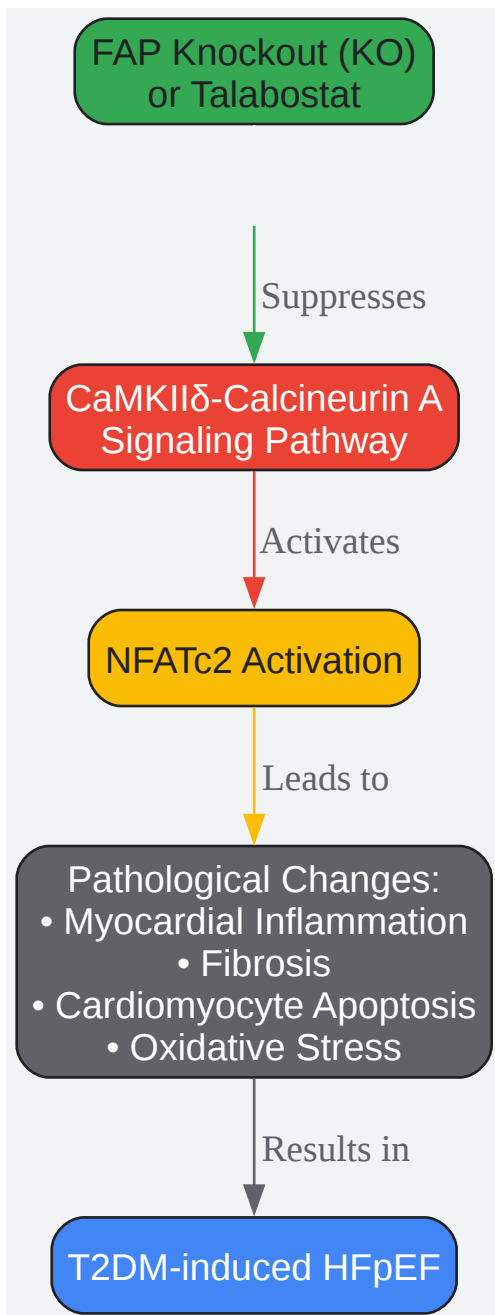 FAP Knockout (KO)
or Talabostat
Suppresses
CaMKIIδ-Calcineurin A
Signaling Pathway
Activates
NFATc2 Activation
Leads to
Pathological Changes:
• Myocardial Inflammation
• Fibrosis
• Cardiomyocyte Apoptosis
• Oxidative Stress
Results in
T2DM-induced HFpEF